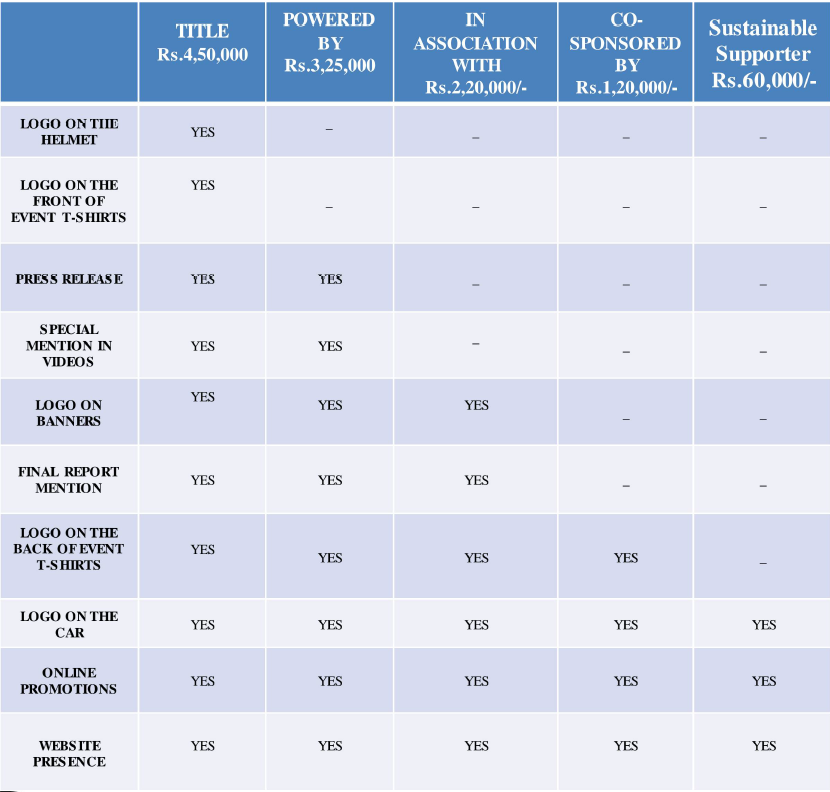 TITLE
Rs.4,50,000
POWERED
BY
Rs.3,25,000
IN
ASSOCIATION
WITH
Rs.2,20,000/-
CO-
SPONSORED
BY
Rs.1,20,000/-
Sustainable
Supporter
Rs.60,000/-
LOGO ON THE
HELMET
YES
–
–
–
–
LOGO ON THE
FRONT OF
EVENT T-SHIRTS
YES
–
–
–
–
PRESS RELEASE
YES
YES
–
–
–
SPECIAL
MENTION IN
VIDEOS
YES
YES
–
–
–
LOGO ON
BANNERS
YES
YES
YES
–
–
FINAL REPORT
MENTION
YES
YES
YES
–
–
LOGO ON THE
BACK OF EVENT
T-SHIRTS
YES
YES
YES
YES
–
LOGO ON THE
CAR
YES
YES
YES
YES
YES
ONLINE
PROMOTIONS
YES
YES
YES
YES
YES
WEBSITE
PRESENCE
YES
YES
YES
YES
YES